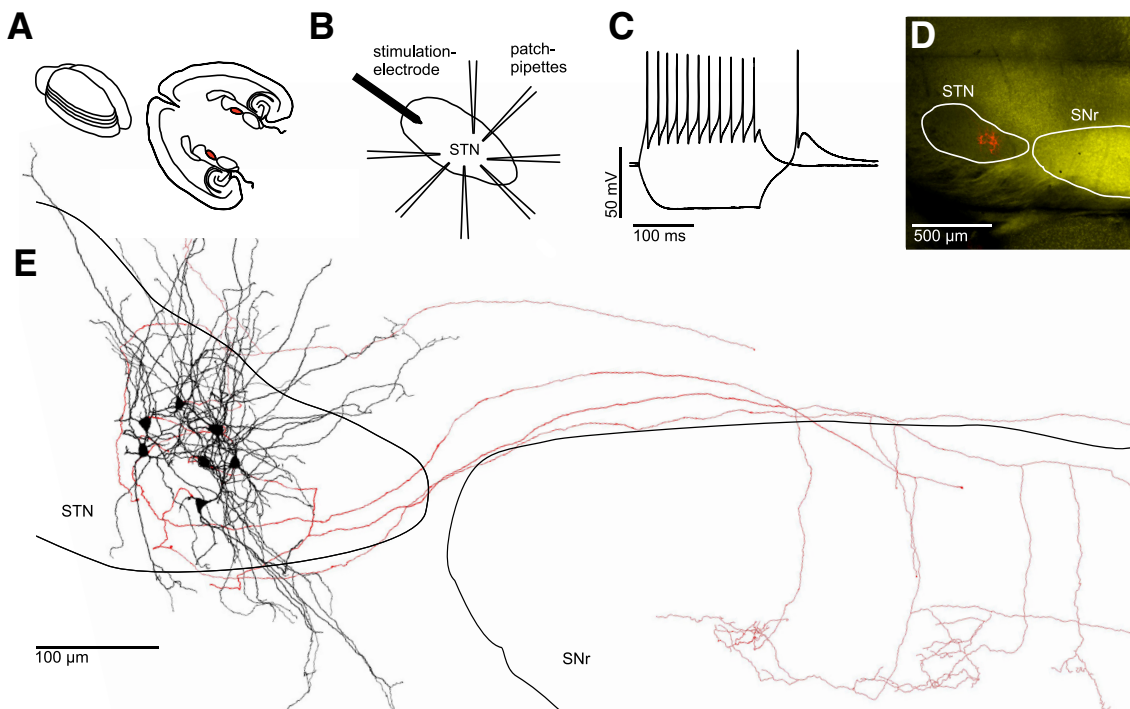 A
B
stimulation-
electrode
patch-
pipettes
STN
C
50 mV
100 ms
D
STN
SNr
500 µm
E
STN
SNr
100 µm